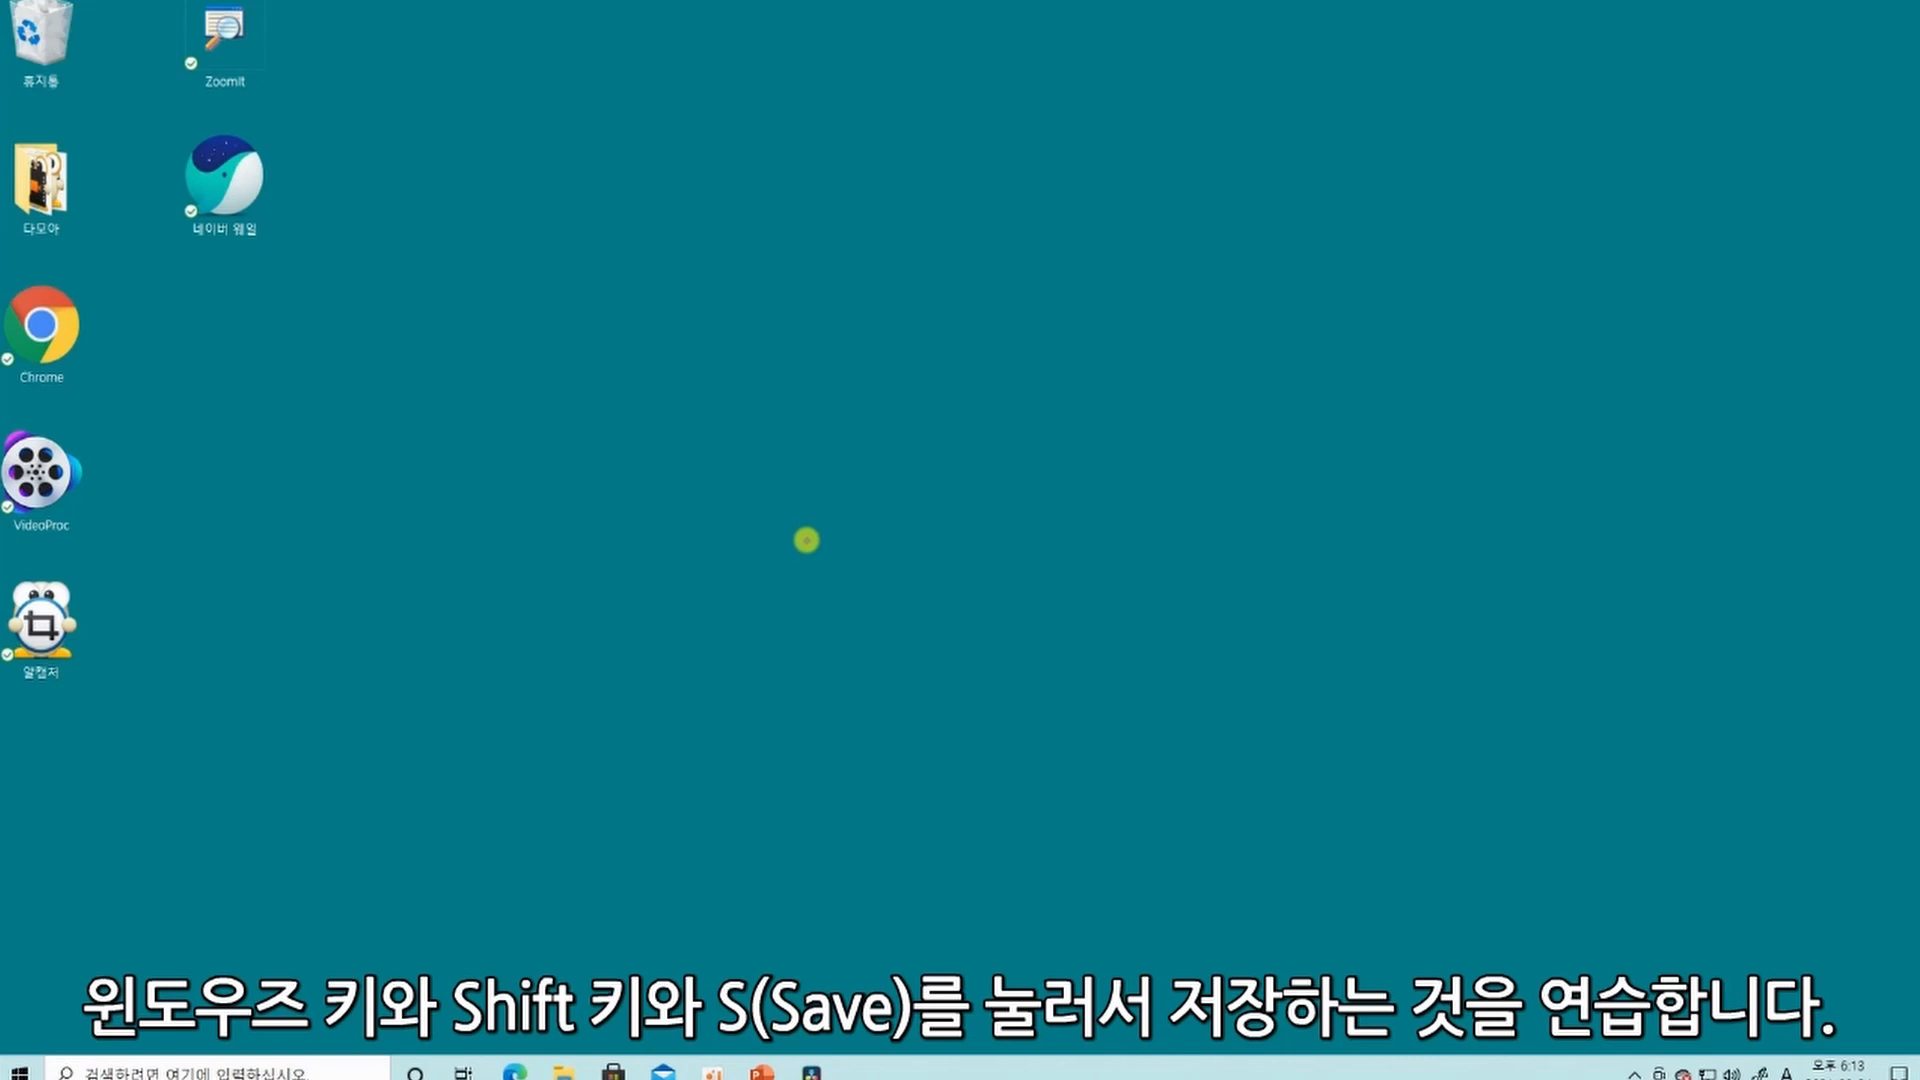 휴지통
ZoomIt
다모아
네이버 웨일
Chrome
VideoProc
알캡처
윈도우즈 키와 Shift 키와 S(Save)를 눌러서 저장하는 것을 연습합니다.
검색하려면 여기에 입력하십시오.
A
오후 6:13